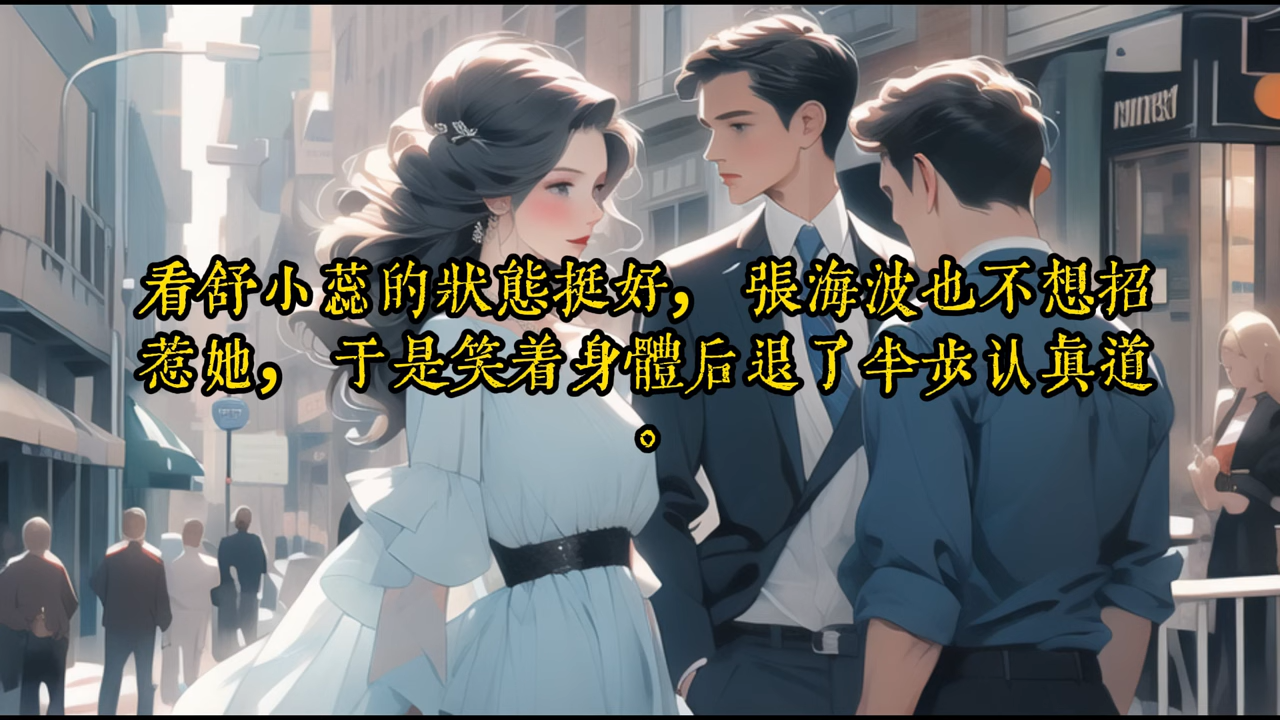 看舒小蕊的狀態挺好，張海波也不想招
惹她，于是笑着身體后退了半步认真道
。